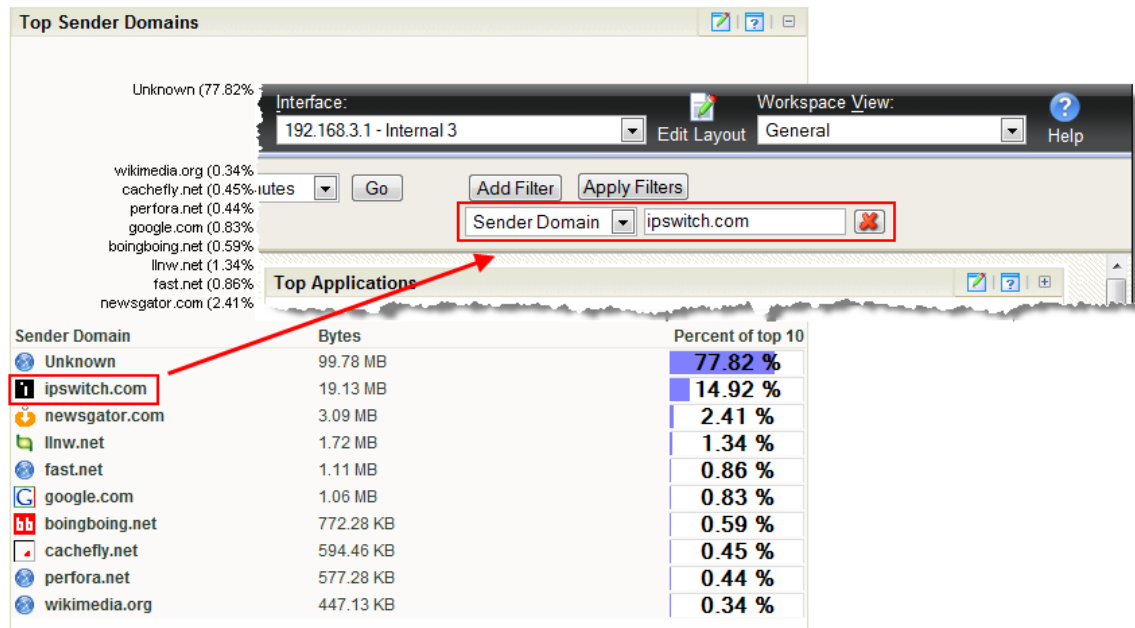 Top Sender Domains
Unknown (77.82%
Interface:
Workspace View:
192.168.3.1 - Internal 3
Edit Layout
General
Help
wikimedia.org (0.34%
cachefly.net (0.45%
perfora.net (0.44%
google.com (0.83%
boingboing.net (0.59%
llnw.net (1.34%
fast.net (0.86%
newsgator.com (2.41%
utes
Go
Add Filter
Apply Filters
Sender Domain
ipswitch.com
Top Applications
Sender Domain Bytes Percent of top 10
Unknown 99.78 MB 77.82 %
ipswitch.com 19.13 MB 14.92 %
newsgator.com 3.09 MB 2.41 %
llnw.net 1.72 MB 1.34 %
fast.net 1.11 MB 0.86 %
google.com 1.06 MB 0.83 %
boingboing.net 772.28 KB 0.59 %
cachefly.net 594.46 KB 0.45 %
perfora.net 577.28 KB 0.44 %
wikimedia.org 447.13 KB 0.34 %